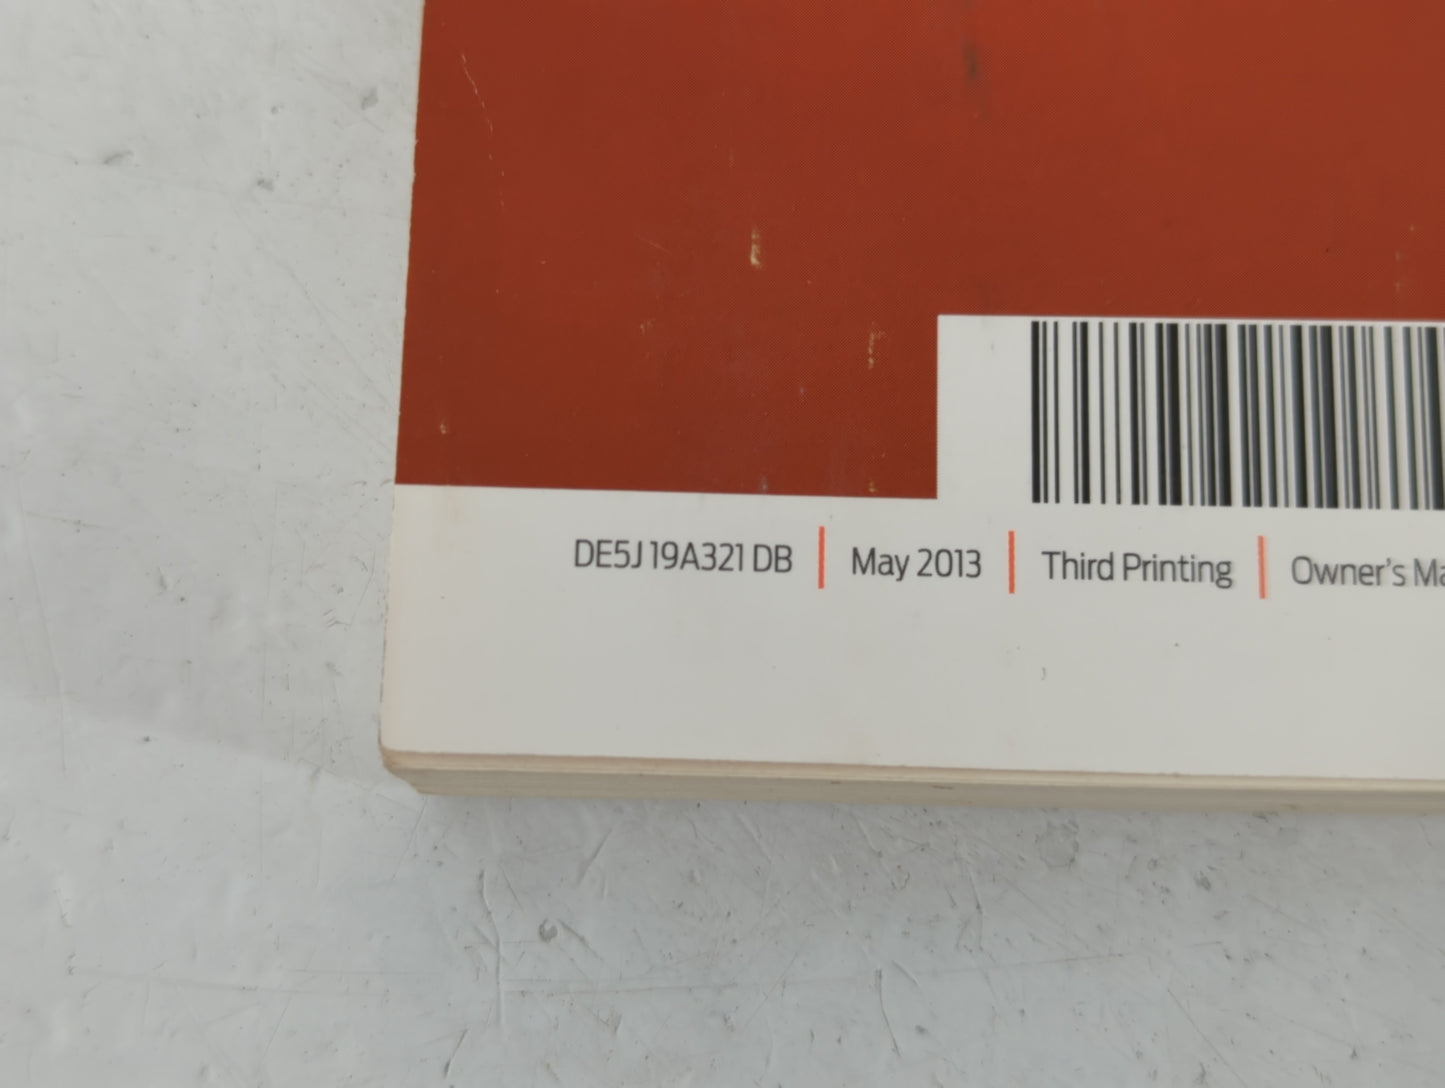 DE5J 19A321 DB | May 2013 | Third Printing | Owner's Ma